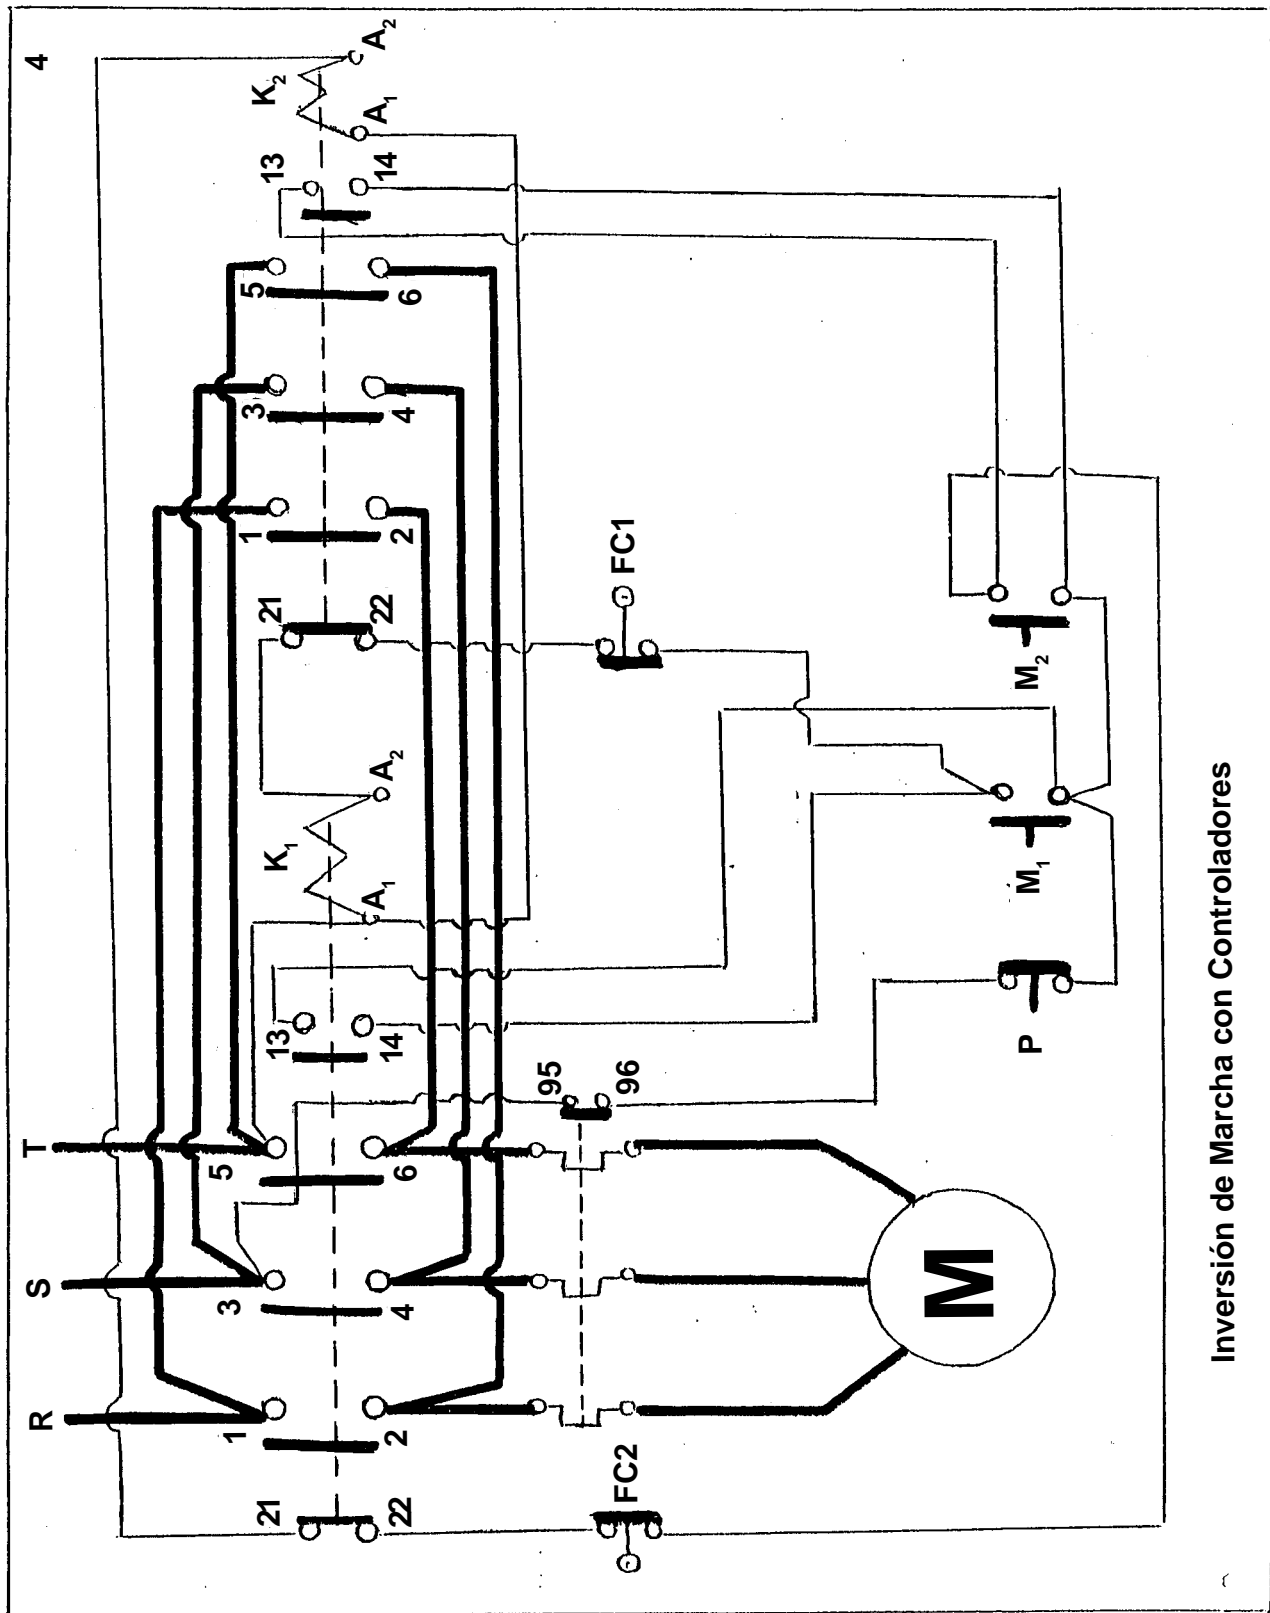 4
R
S
T
21
22
1
2
3
4
5
6
13
14
K₁
A₁
A₂
21
22
1
2
3
4
5
6
13
14
K₂
A₁
A₂
95
96
FC2
FC1
M
P
M₁
M₂
Inversión de Marcha con Controladores